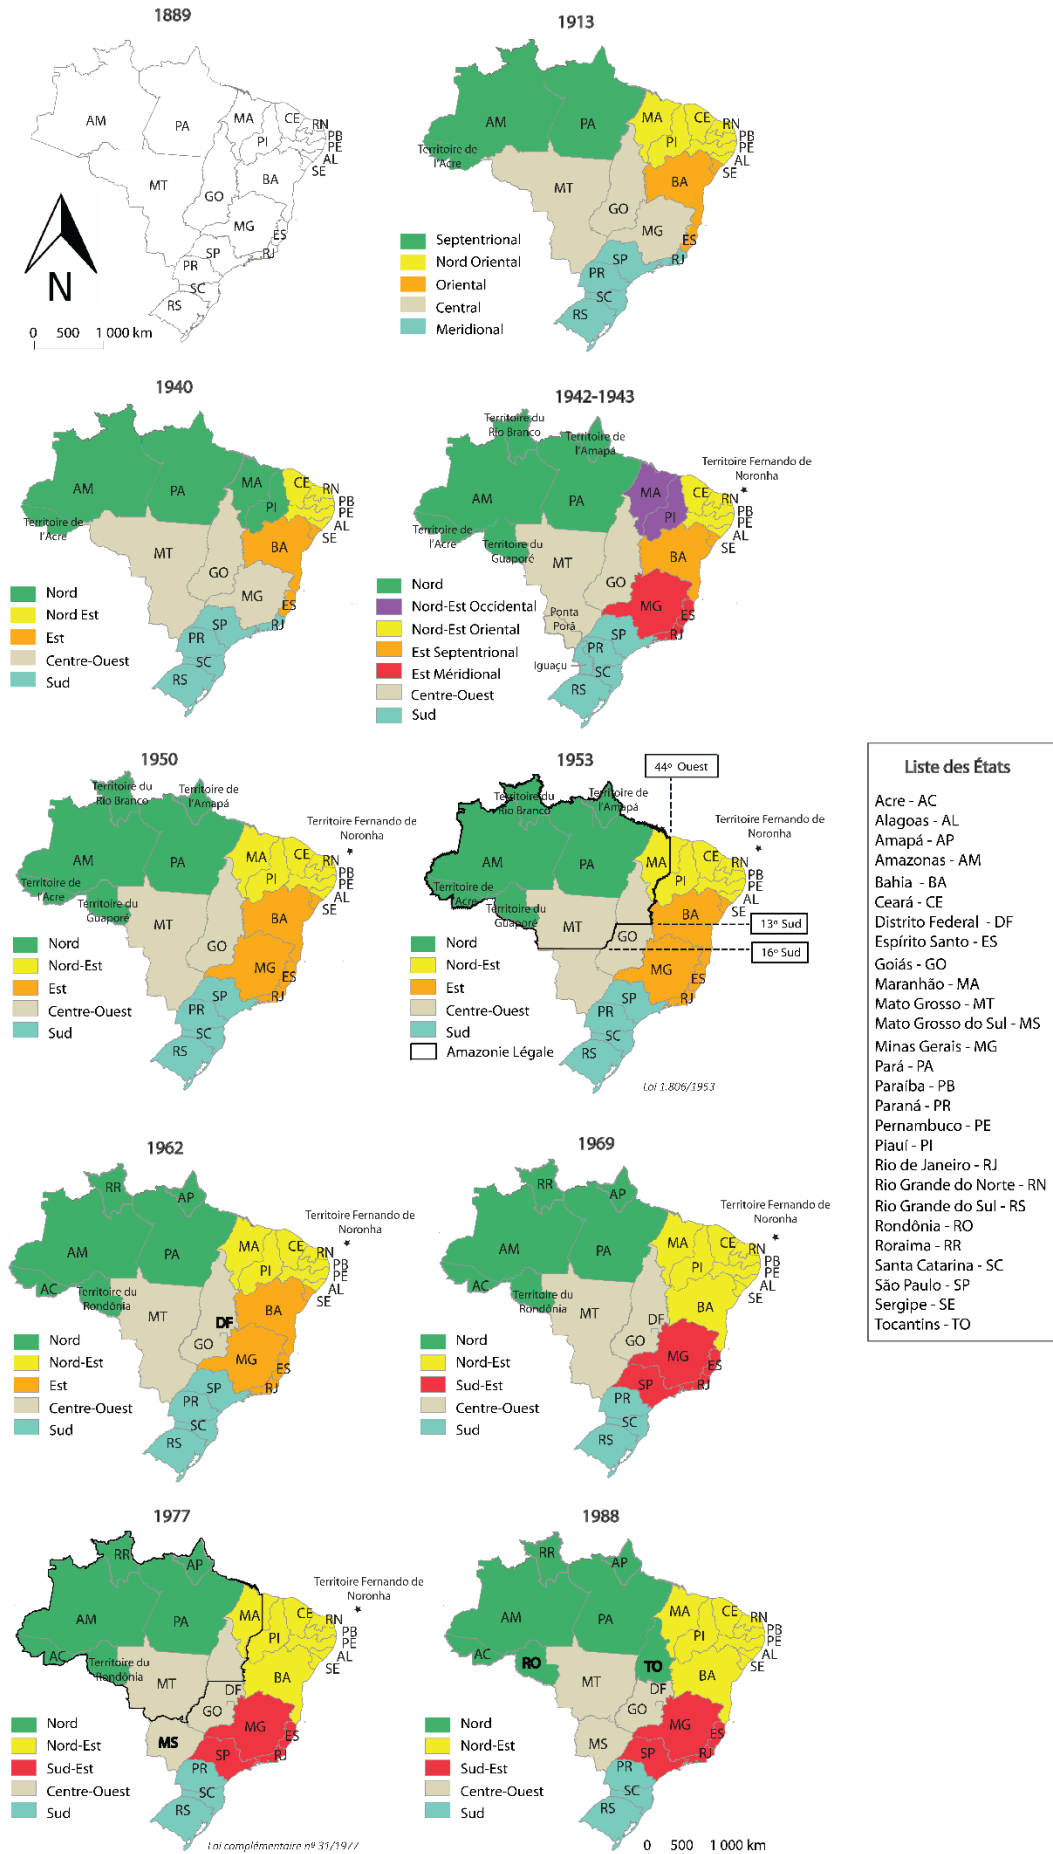 1889
AM
PA
MA
CE
RN
PB
PE
AL
SE
PI
BA
MT
GO
MG
ES
RJ
SP
PR
SC
RS
N
0 500 1 000 km
1913
AM
PA
MA
CE
RN
PB
PE
AL
SE
PI
Territoire de
l'Acre
BA
MT
GO
MG
ES
RJ
SP
PR
SC
RS
Septentrional
Nord Oriental
Oriental
Central
Meridional
1940
AM
PA
MA
CE
RN
PB
PE
AL
SE
PI
Territoire de
l'Acre
BA
MT
GO
MG
ES
RJ
SP
PR
SC
RS
Nord
Nord Est
Est
Centre-Ouest
Sud
1942-1943
Territoire du
Rio Branco
Territoire de
l'Amapá
Territoire Fernando de
Noronha
AM
PA
MA
CE
RN
PB
PE
AL
SE
PI
Territoire de
l'Acre
Territoire du
Guaporé
BA
MT
GO
MG
ES
RJ
Ponta
Porã
SP
PR
Iguaçu
SC
RS
Nord
Nord-Est Occidental
Nord-Est Oriental
Est Septentrional
Est Méridional
Centre-Ouest
Sud
1950
Territoire du
Rio Branco
Territoire de
l'Amapá
Territoire Fernando de
Noronha
AM
PA
MA
CE
RN
PB
PE
AL
SE
PI
Territoire de
l'Acre
Territoire du
Guaporé
BA
MT
GO
MG
ES
RJ
SP
PR
SC
RS
Nord
Nord-Est
Est
Centre-Ouest
Sud
1953
44º Ouest
Territoire du
Rio Branco
Territoire de
l'Amapá
Territoire Fernando de
Noronha
AM
PA
MA
CE
RN
PB
PE
AL
SE
PI
Territoire de
l'Acre
Territoire du
Guaporé
BA
13º Sud
MT
GO
16º Sud
MG
ES
RJ
SP
PR
SC
RS
Nord
Nord-Est
Est
Centre-Ouest
Sud
Amazonie Légale
Loi 1.806/1953
Liste des États
Acre - AC
Alagoas - AL
Amapá - AP
Amazonas - AM
Bahia - BA
Ceará - CE
Distrito Federal - DF
Espírito Santo - ES
Goiás - GO
Maranhão - MA
Mato Grosso - MT
Mato Grosso do Sul - MS
Minas Gerais - MG
Pará - PA
Paraíba - PB
Paraná - PR
Pernambuco - PE
Piauí - PI
Rio de Janeiro - RJ
Rio Grande do Norte - RN
Rio Grande do Sul - RS
Rondônia - RO
Roraima - RR
Santa Catarina - SC
São Paulo - SP
Sergipe - SE
Tocantins - TO
1962
RR
AP
Territoire Fernando de
Noronha
AM
PA
MA
CE
RN
PB
PE
AL
SE
PI
AC
Territoire du
Rondônia
BA
MT
DF
GO
MG
ES
RJ
SP
PR
SC
RS
Nord
Nord-Est
Est
Centre-Ouest
Sud
1969
RR
AP
Territoire Fernando de
Noronha
AM
PA
MA
CE
RN
PB
PE
AL
SE
PI
AC
Territoire du
Rondônia
BA
MT
DF
GO
MG
ES
RJ
SP
PR
SC
RS
Nord
Nord-Est
Sud-Est
Centre-Ouest
Sud
1977
RR
AP
Territoire Fernando de
Noronha
AM
PA
MA
CE
RN
PB
PE
AL
SE
PI
AC
Territoire du
Rondônia
BA
MT
DF
GO
MG
ES
RJ
MS
SP
PR
SC
RS
Nord
Nord-Est
Sud-Est
Centre-Ouest
Sud
Loi complémentaire nº 31/1977
1988
RR
AP
AM
PA
MA
CE
RN
PB
PE
AL
SE
PI
AC
RO
TO
BA
MT
DF
GO
MG
ES
RJ
MS
SP
PR
SC
RS
Nord
Nord-Est
Sud-Est
Centre-Ouest
Sud
0 500 1 000 km